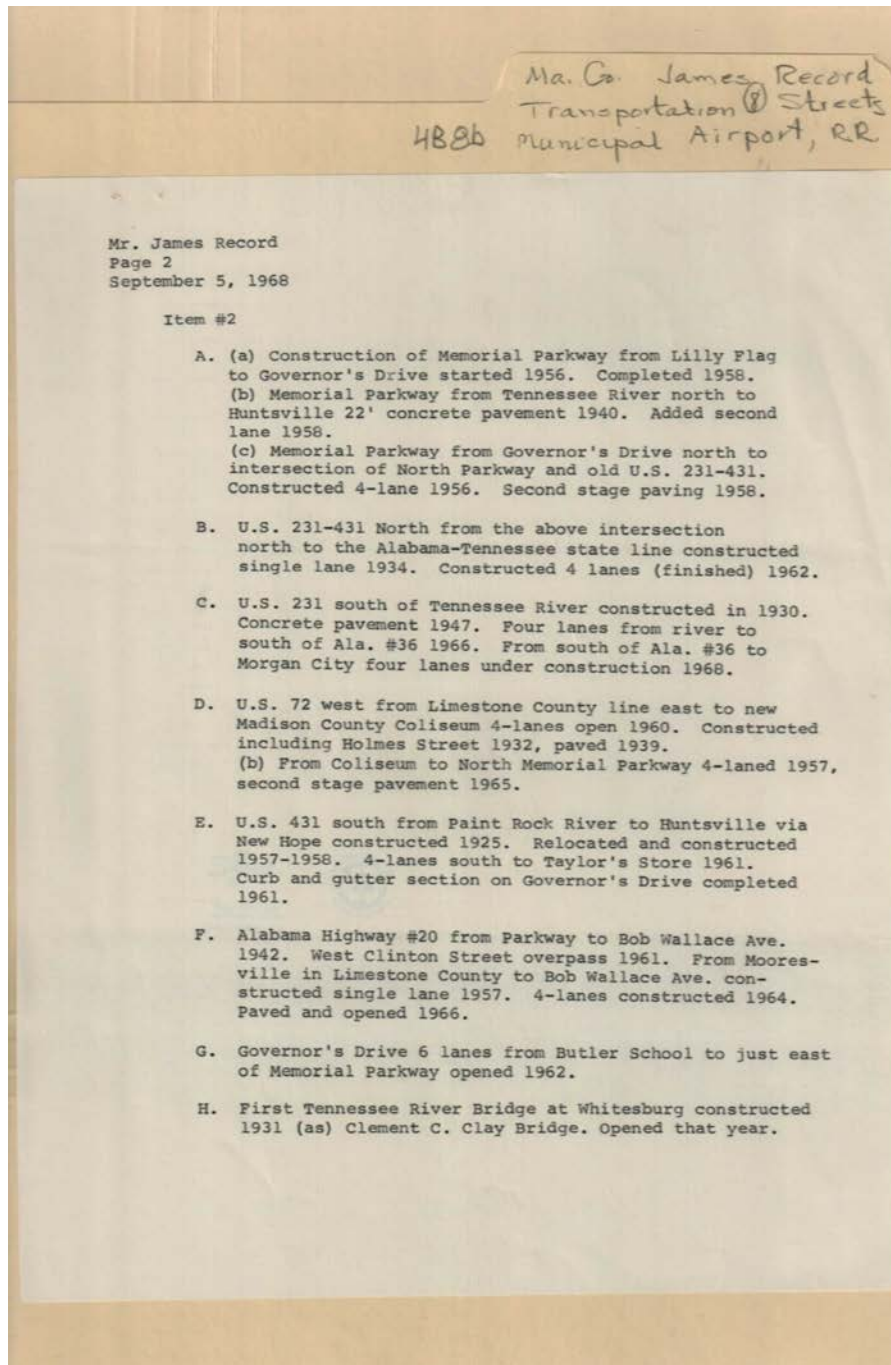 Ma. Co. James Record
Transportation & Streets
4B8b Municipal Airport, RR
Mr. James Record
Page 2
September 5, 1968
Item #2
A. (a) Construction of Memorial Parkway from Lilly Flag
to Governor's Drive started 1956. Completed 1958.
(b) Memorial Parkway from Tennessee River north to
Huntsville 22' concrete pavement 1940. Added second
lane 1958.
(c) Memorial Parkway from Governor's Drive north to
intersection of North Parkway and old U.S. 231-431.
Constructed 4-lane 1956. Second stage paving 1958.
B. U.S. 231-431 North from the above intersection
north to the Alabama-Tennessee state line constructed
single lane 1934. Constructed 4 lanes (finished) 1962.
C. U.S. 231 south of Tennessee River constructed in 1930.
Concrete pavement 1947. Four lanes from river to
south of Ala. #36 1966. From south of Ala. #36 to
Morgan City four lanes under construction 1968.
D. U.S. 72 west from Limestone County line east to new
Madison County Coliseum 4-lanes open 1960. Constructed
including Holmes Street 1932, paved 1939.
(b) From Coliseum to North Memorial Parkway 4-laned 1957,
second stage pavement 1965.
E. U.S. 431 south from Paint Rock River to Huntsville via
New Hope constructed 1925. Relocated and constructed
1957-1958. 4-lanes south to Taylor's Store 1961.
Curb and gutter section on Governor's Drive completed
1961.
F. Alabama Highway #20 from Parkway to Bob Wallace Ave.
1942. West Clinton Street overpass 1961. From Moores-
ville in Limestone County to Bob Wallace Ave. con-
structed single lane 1957. 4-lanes constructed 1964.
Paved and opened 1966.
G. Governor's Drive 6 lanes from Butler School to just east
of Memorial Parkway opened 1962.
H. First Tennessee River Bridge at Whitesburg constructed
1931 (as) Clement C. Clay Bridge. Opened that year.